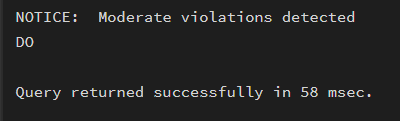 NOTICE:  Moderate violations detected
DO
Query returned successfully in 58 msec.